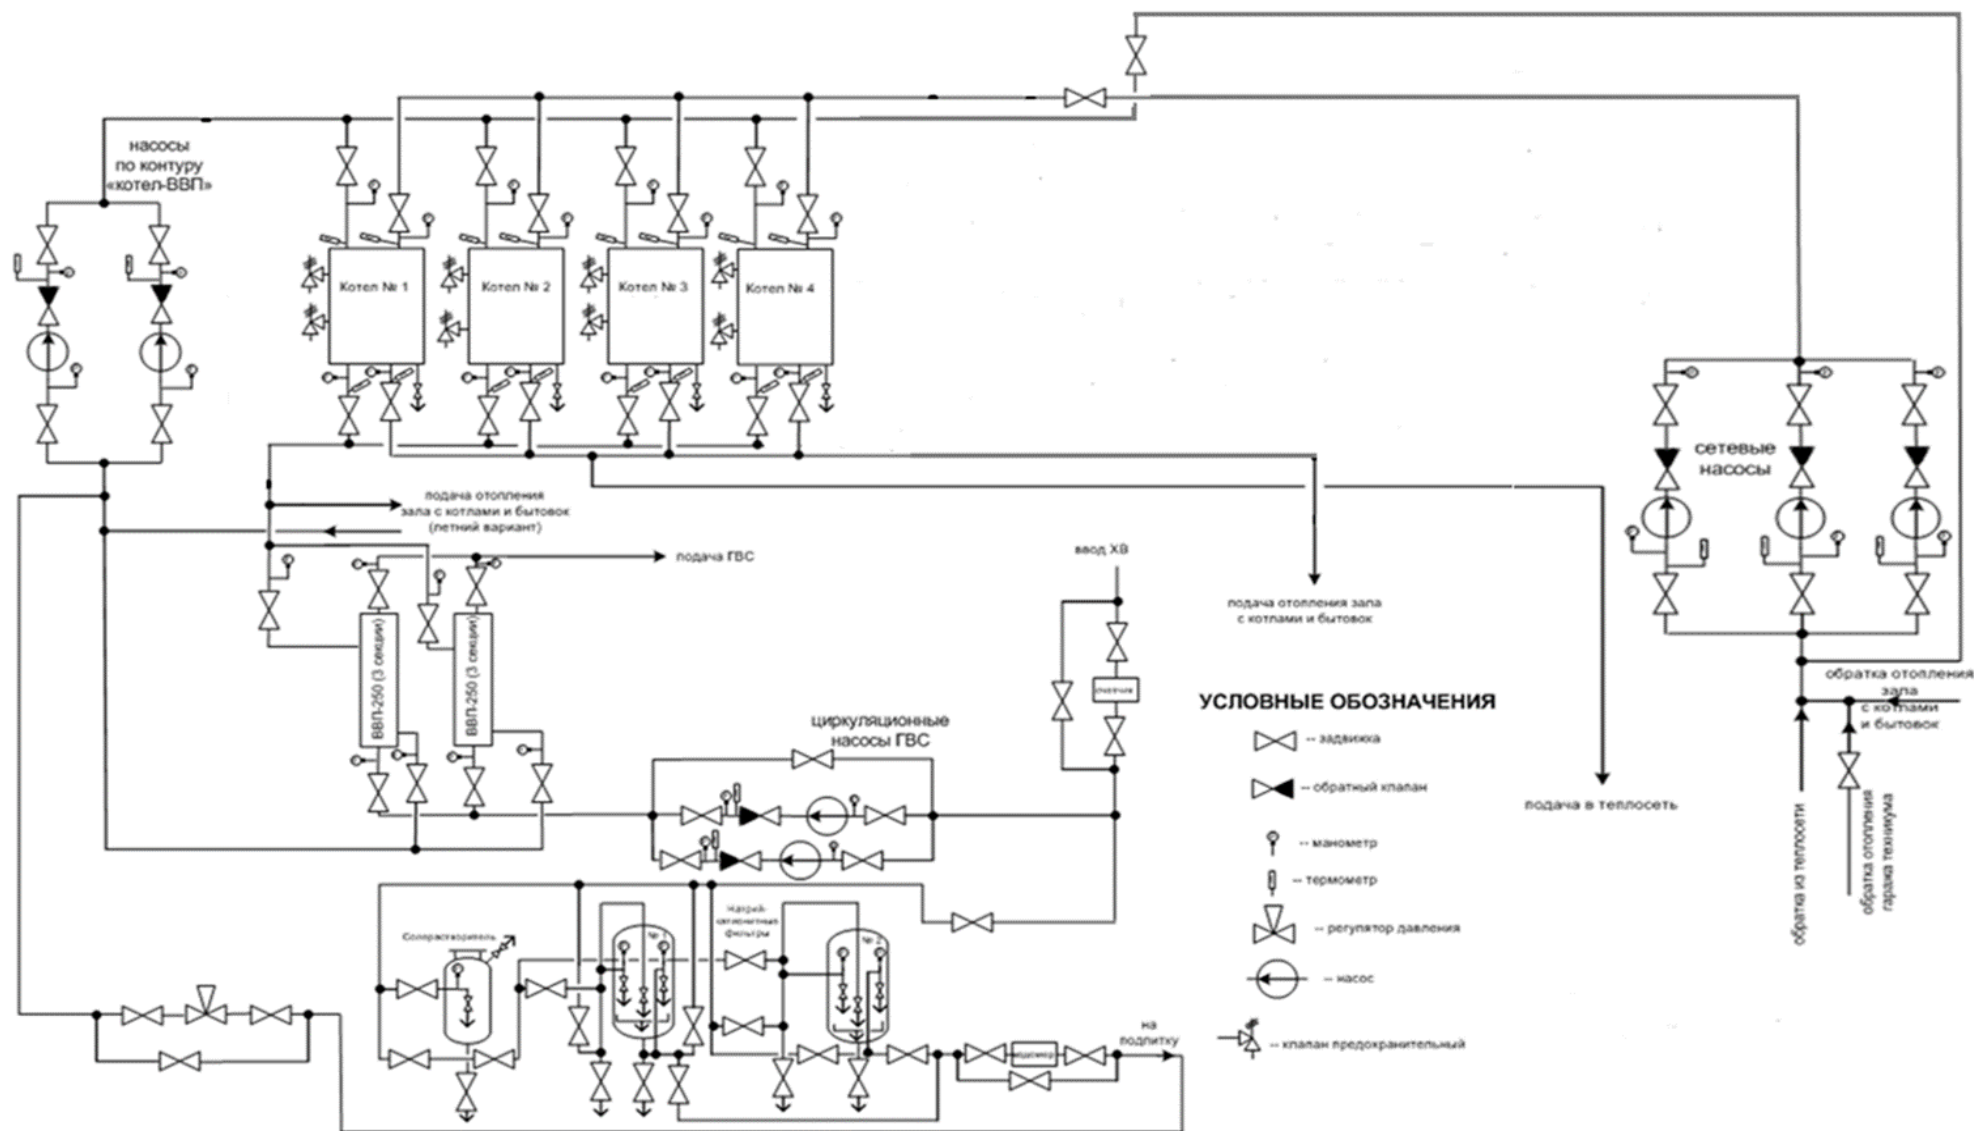 насосы
по контуру
«котел-ВВП»
Котел № 1
Котел № 2
Котел № 3
Котел № 4
сетевые
насосы
подача отопления
зала с котлами и бытовок
(летний вариант)
подача ГВС
ввод ХВ
подача отопления зала
с котлами и бытовок
ВВП-250 (3 секции)
ВВП-250 (3 секции)
счетчик
обратка отопления
зала
с котлами
и бытовок
УСЛОВНЫЕ ОБОЗНАЧЕНИЯ
-- задвижка
-- обратный клапан
-- манометр
-- термометр
-- регулятор давления
-- насос
-- клапан предохранительный
циркуляционные
насосы ГВС
подача в теплосеть
обратка из теплосети
обратка отопления
гаража техникума
Солерастворитель
№ 1
Натрий-
катионитные
фильтры
№ 2
на
подпитку